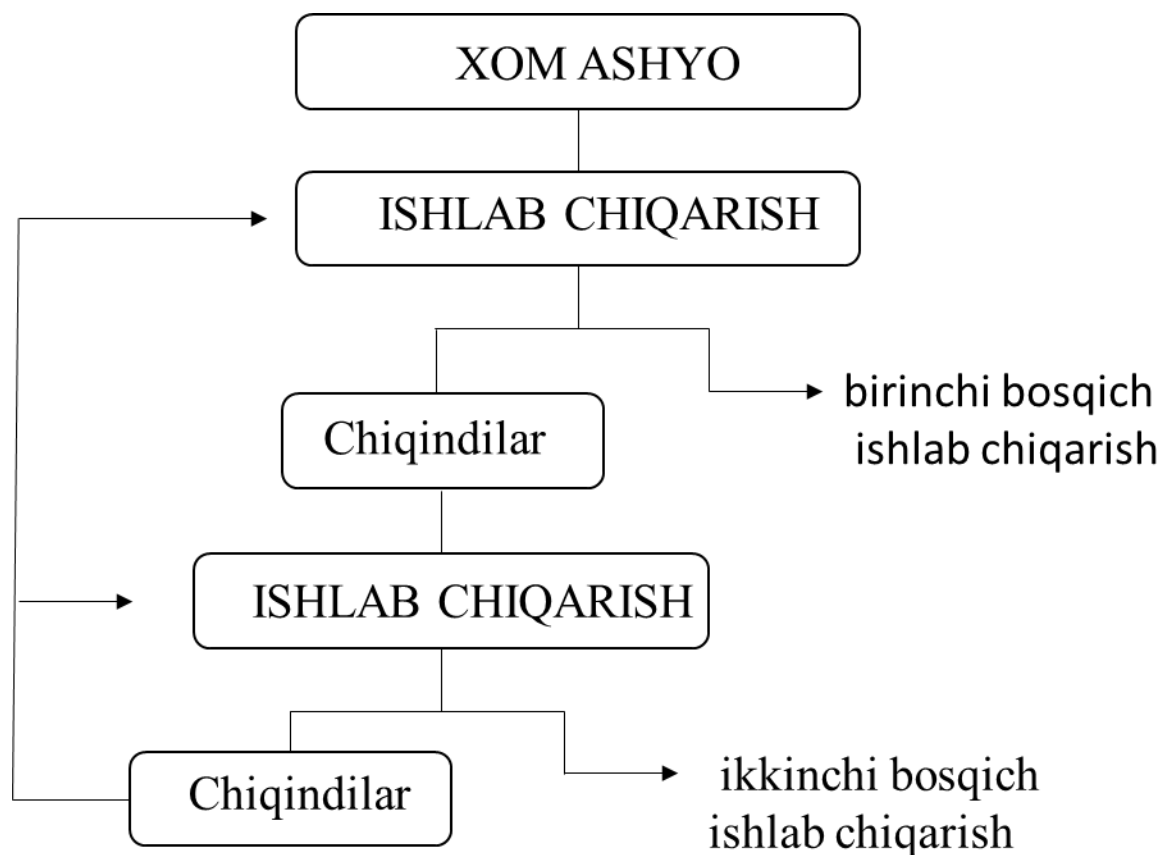 XOM ASHYO
ISHLAB CHIQARISH
birinchi bosqich
ishlab chiqarish
Chiqindilar
ISHLAB CHIQARISH
Chiqindilar
ikkinchi bosqich
ishlab chiqarish